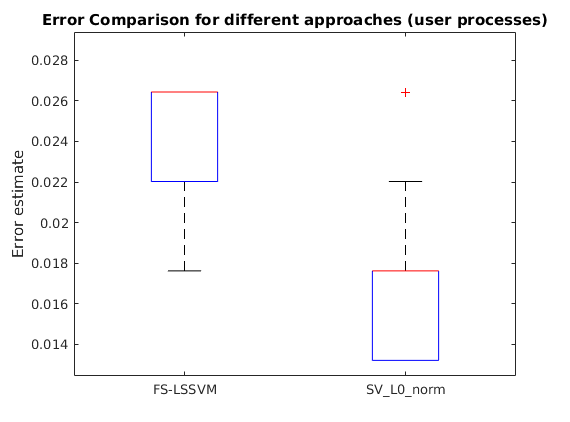 Error Comparison for different approaches (user processes)
0.028
0.026
0.024
0.022
0.02
0.018
0.016
0.014
Error estimate
FS-LSSVM
SV_L0_norm